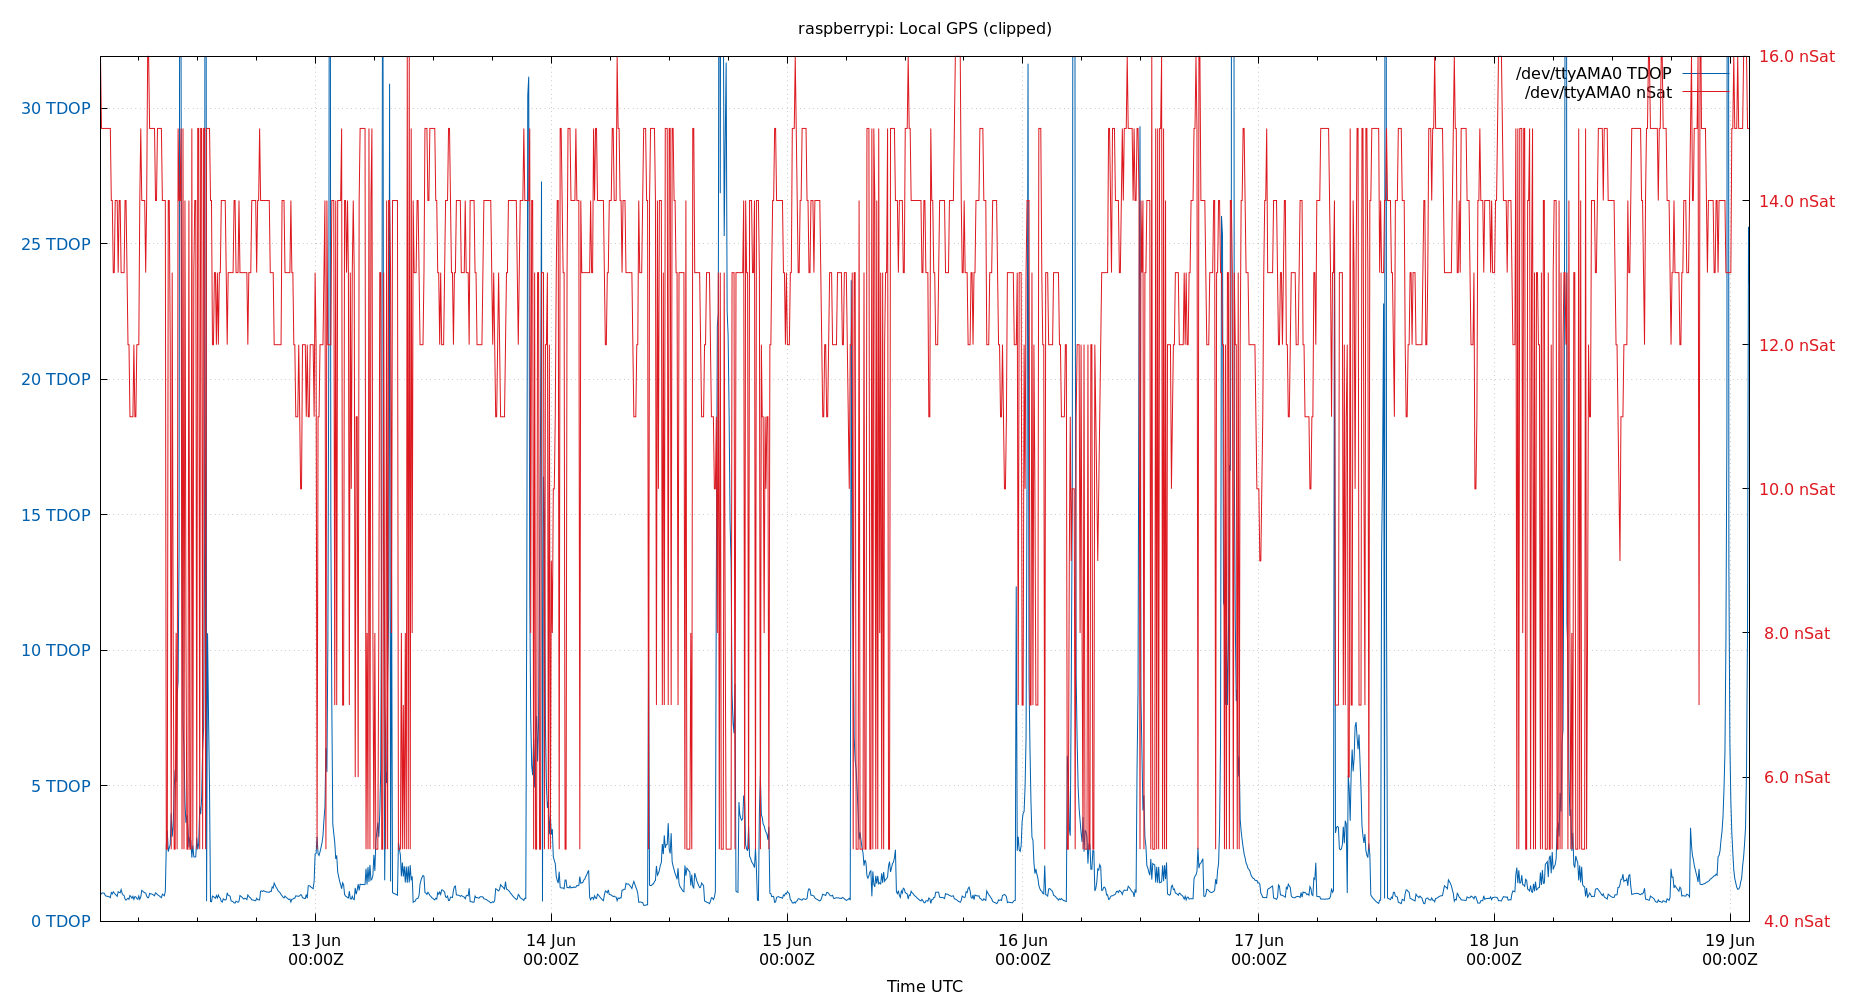 raspberrypi: Local GPS (clipped)
16.0 nSat
/dev/ttyAMA0 TDOP
/dev/ttyAMA0 nSat
30 TDOP
14.0 nSat
25 TDOP
12.0 nSat
20 TDOP
10.0 nSat
15 TDOP
8.0 nSat
10 TDOP
6.0 nSat
5 TDOP
0 TDOP
4.0 nSat
13 Jun 14 Jun 15 Jun 16 Jun 17 Jun 18 Jun 19 Jun
00:00Z 00:00Z 00:00Z 00:00Z 00:00Z 00:00Z 00:00Z
Time UTC